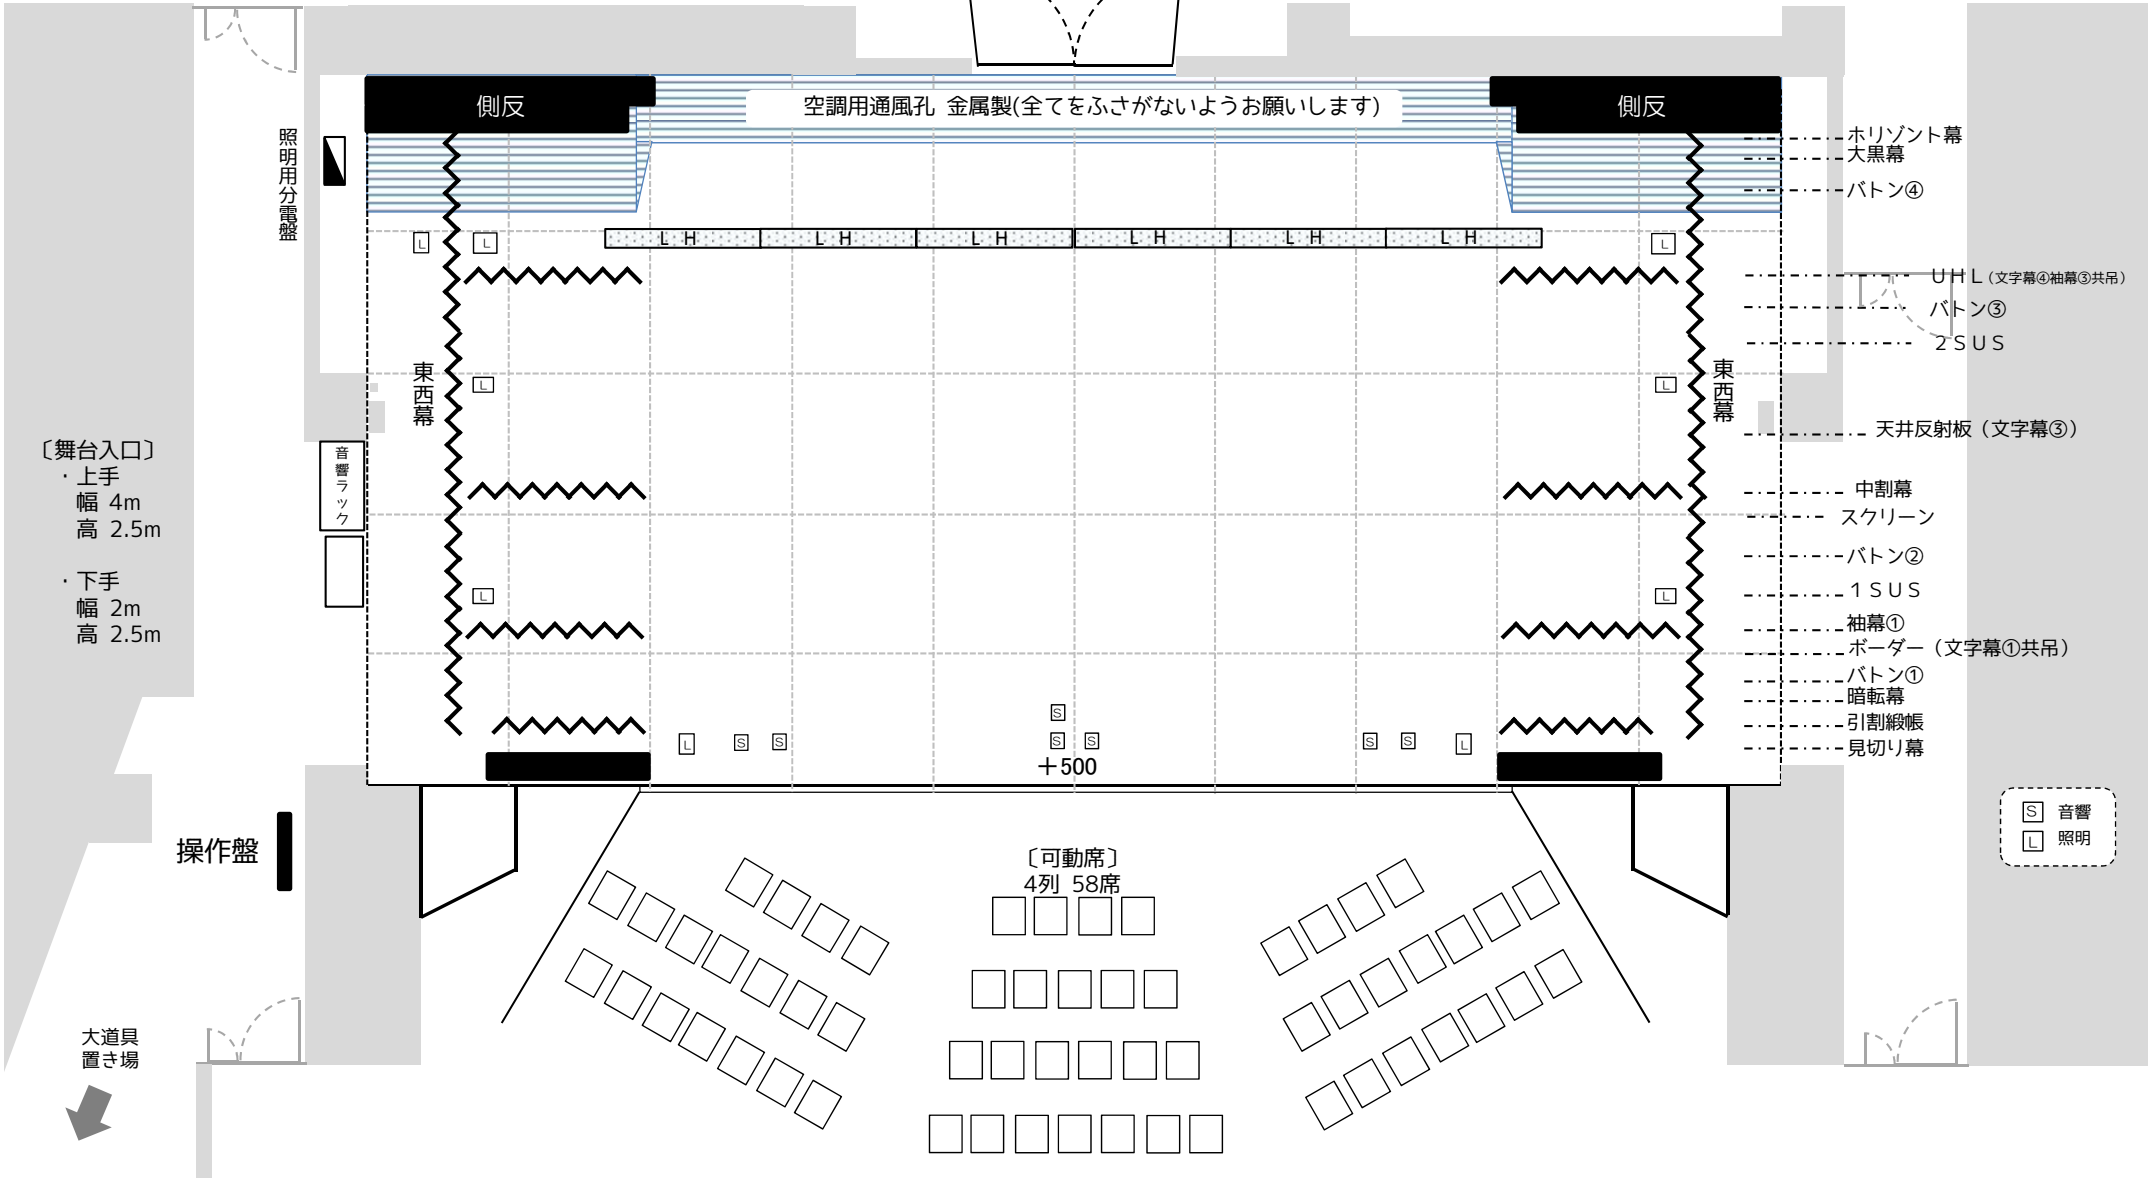 側反
空調用通風孔 金属製(全てをふさがないようお願いします)
側反
照明用分電盤
ホリゾント幕
大黒幕
バトン④
L
L
L H
L H
L H
L H
L H
L H
L
UHL(文字幕④袖幕③共吊)
バトン③
2SUS
東西幕
L
L
東西幕
天井反射板(文字幕③)
〔舞台入口〕
・上手
幅 4m
高 2.5m
・下手
幅 2m
高 2.5m
音響ラック
中割幕
スクリーン
バトン②
1SUS
L
L
袖幕①
ボーダー(文字幕①共吊)
バトン①
暗転幕
引割緞帳
見切り幕
S
L
S
S
S
S
S
S
L
+500
S 音響
L 照明
操作盤
〔可動席〕
4列 58席
大道具
置き場